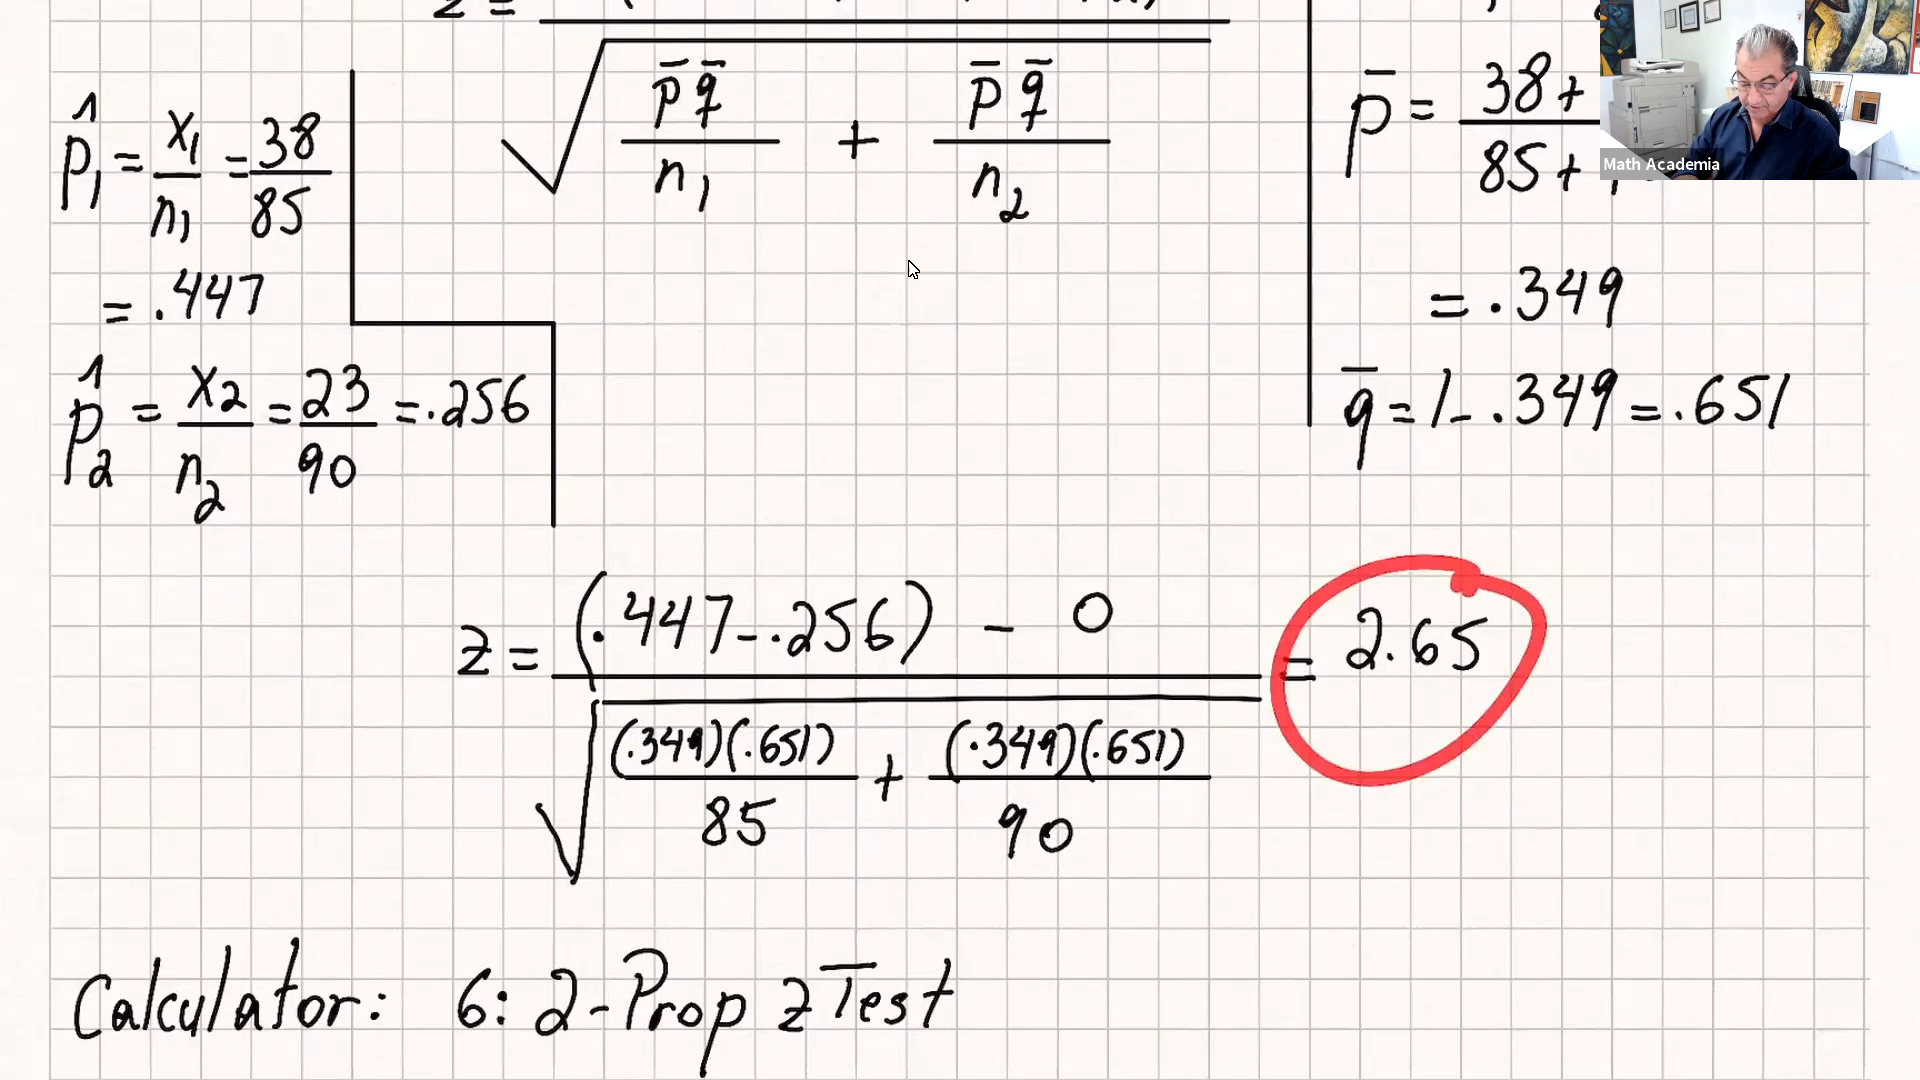 z =
√ p̄ q̄ / n₁ + p̄ q̄ / n₂
p̂₁ = x₁ / n₁ = 38 / 85
= .447
p̂₂ = x₂ / n₂ = 23 / 90 = .256
p̄ = 38+ / 85+
= .349
q̄ = 1 - .349 = .651
Math Academia
z = (.447 - .256) - 0 / √ (.349)(.651) / 85 + (.349)(.651) / 90 = 2.65
Calculator: 6: 2-Prop z Test